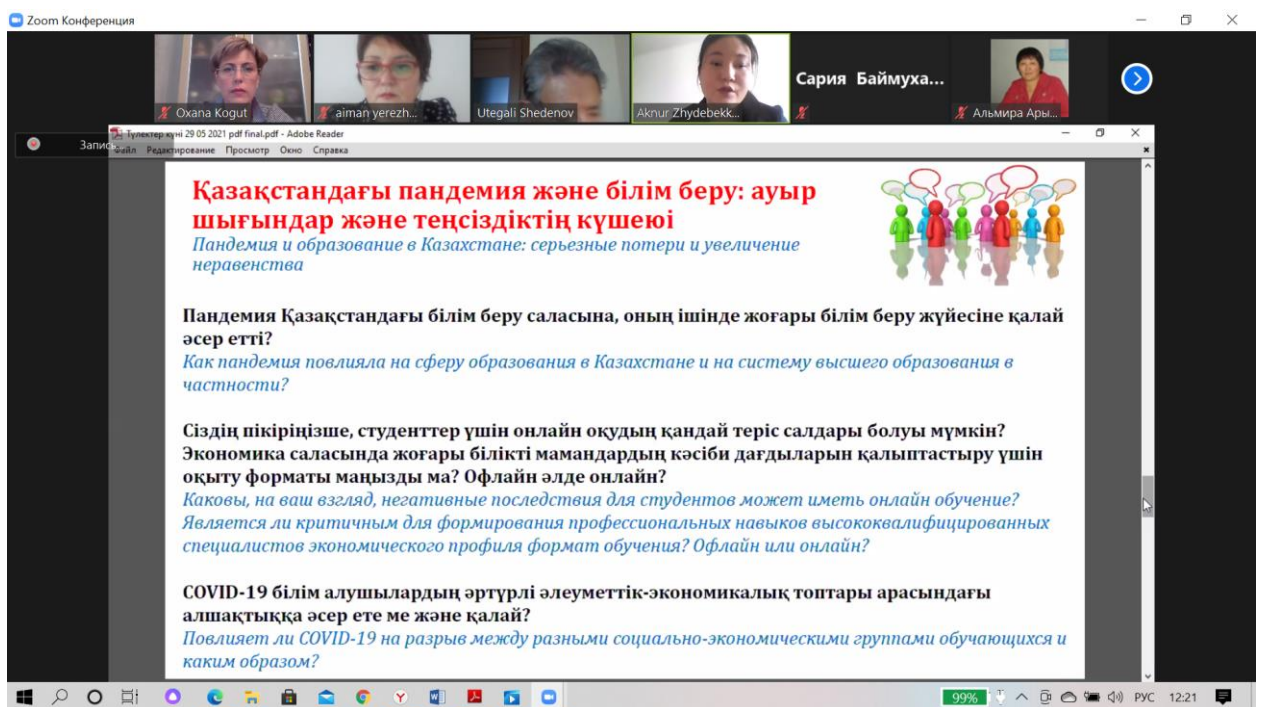 Zoom Конференция
Oxana Kogut
aiman yerezh...
Utegali Shedenov
Aknur Zhydebekk...
Сария Баймуха...
Альмира Ары...
Запись
Түлектер күні 29 05 2021 pdf final.pdf - Adobe Reader
Файл Редактирование Просмотр Окно Справка
Қазақстандағы пандемия және білім беру: ауыр
шығындар және теңсіздіктің күшеюі
Пандемия и образование в Казахстане: серьезные потери и увеличение
неравенства
Пандемия Қазақстандағы білім беру саласына, оның ішінде жоғары білім беру жүйесіне қалай
әсер етті?
Как пандемия повлияла на сферу образования в Казахстане и на систему высшего образования в
частности?
Сіздің пікіріңізше, студенттер үшін онлайн оқудың қандай теріс салдары болуы мүмкін?
Экономика саласында жоғары білікті мамандардың кәсіби дағдыларын қалыптастыру үшін
оқыту форматы маңызды ма? Офлайн әлде онлайн?
Каковы, на ваш взгляд, негативные последствия для студентов может иметь онлайн обучение?
Является ли критичным для формирования профессиональных навыков высококвалифицированных
специалистов экономического профиля формат обучения? Офлайн или онлайн?
COVID-19 білім алушылардың әртүрлі әлеуметтік-экономикалық топтары арасындағы
алшақтыққа әсер ете ме және қалай?
Повлияет ли COVID-19 на разрыв между разными социально-экономическими группами обучающихся и
каким образом?
99%
РУС
12:21